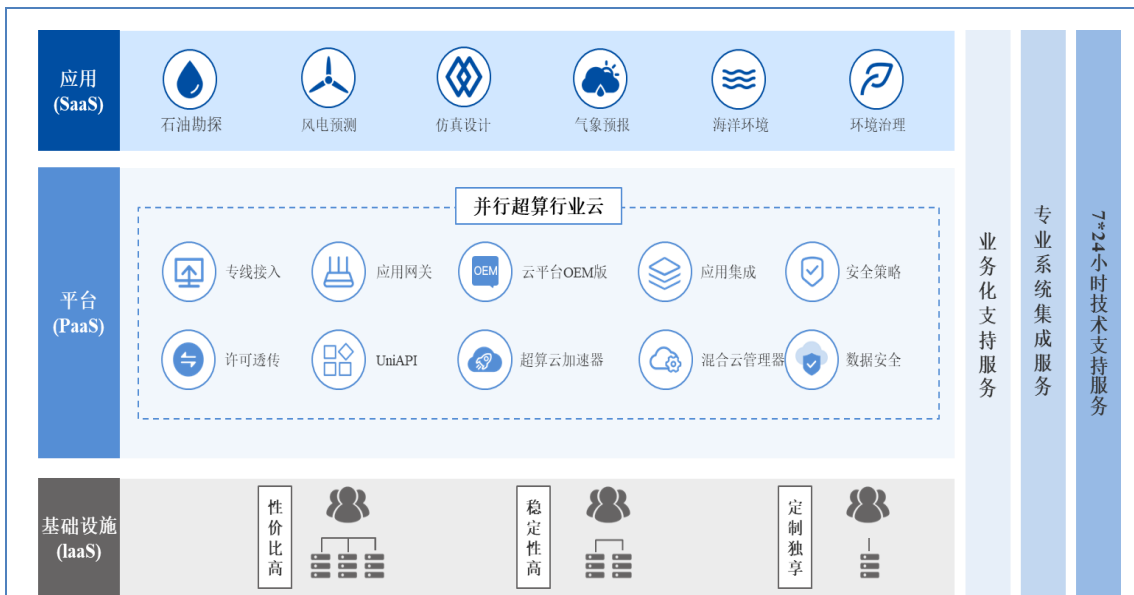 应用
(SaaS)
石油勘探
风电预测
仿真设计
气象预报
海洋环境
环境治理
平台
(PaaS)
并行超算行业云
专线接入
应用网关
OEM
云平台OEM版
应用集成
安全策略
许可透传
UniAPI
超算云加速器
混合云管理器
数据安全
基础设施
(IaaS)
性价比高
稳定性高
定制独享
业务化支持服务
专业系统集成服务
7*24小时技术支持服务